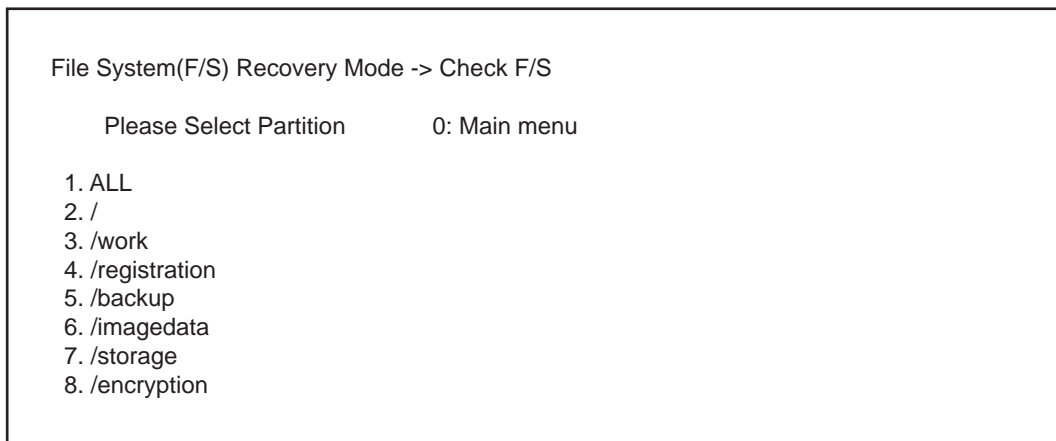 File System(F/S) Recovery Mode -> Check F/S
Please Select Partition 0: Main menu
1. ALL
2. /
3. /work
4. /registration
5. /backup
6. /imagedata
7. /storage
8. /encryption